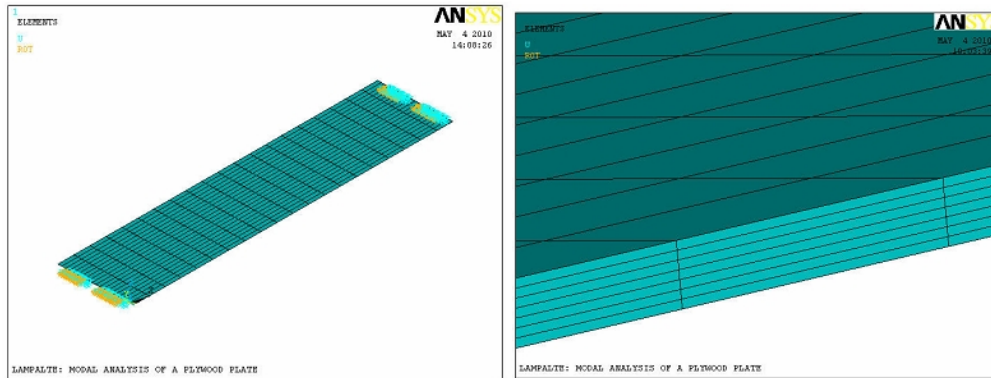 1
ELEMENTS
U
ROT
ANSYS
MAY 4 2010
14:08:26
LAMPALTE: MODAL ANALYSIS OF A PLYWOOD PLATE
ELEMENTS
U
ROT
ANSYS
MAY 4 2010
LAMPALTE: MODAL ANALYSIS OF A PLYWOOD PLATE